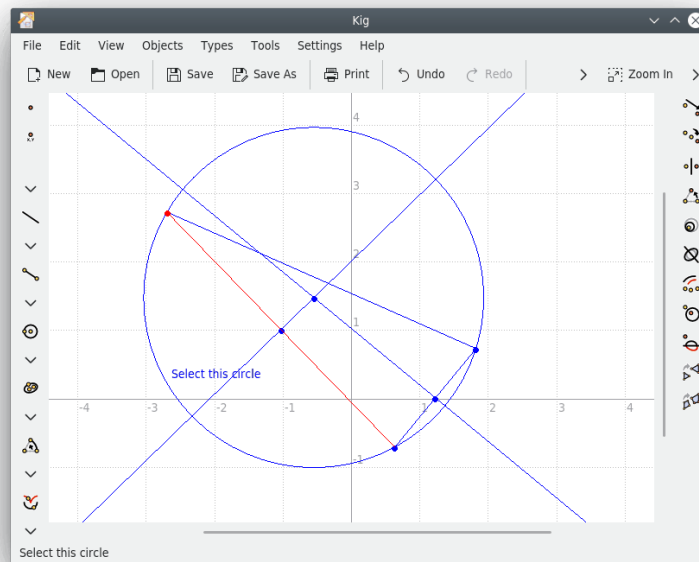 Kig
File Edit View Objects Types Tools Settings Help
New Open Save Save As Print Undo Redo Zoom In
4
3
2
1
-4 -3 -2 -1 1 2 3 4
-1
Select this circle
Select this circle